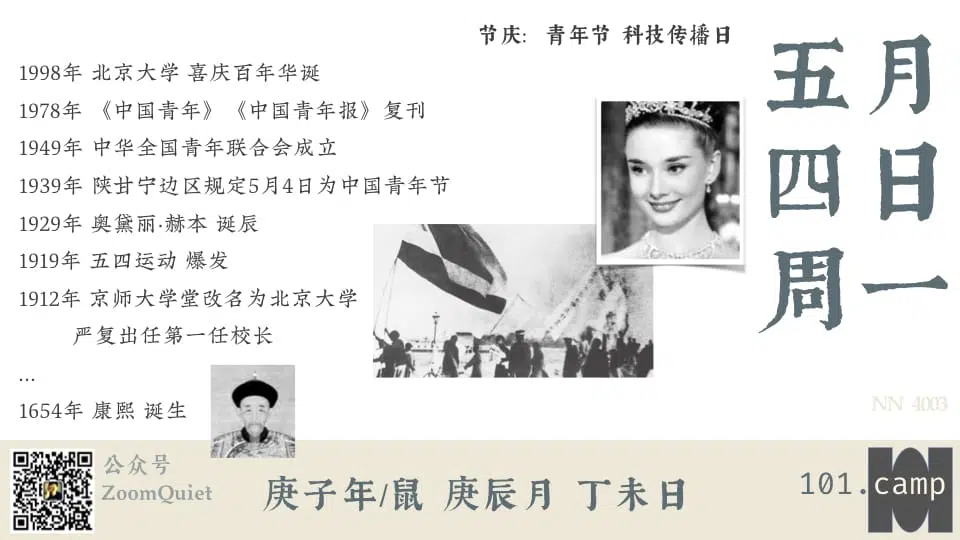 节庆: 青年节 科技传播日
五月
四日
周一
1998年 北京大学 喜庆百年华诞
1978年 《中国青年》《中国青年报》复刊
1949年 中华全国青年联合会成立
1939年 陕甘宁边区规定5月4日为中国青年节
1929年 奥黛丽·赫本 诞辰
1919年 五四运动 爆发
1912年 京师大学堂改名为北京大学
严复出任第一任校长
...
1654年 康熙 诞生
NN 4003
公众号
ZoomQuiet
庚子年/鼠 庚辰月 丁未日
101.camp